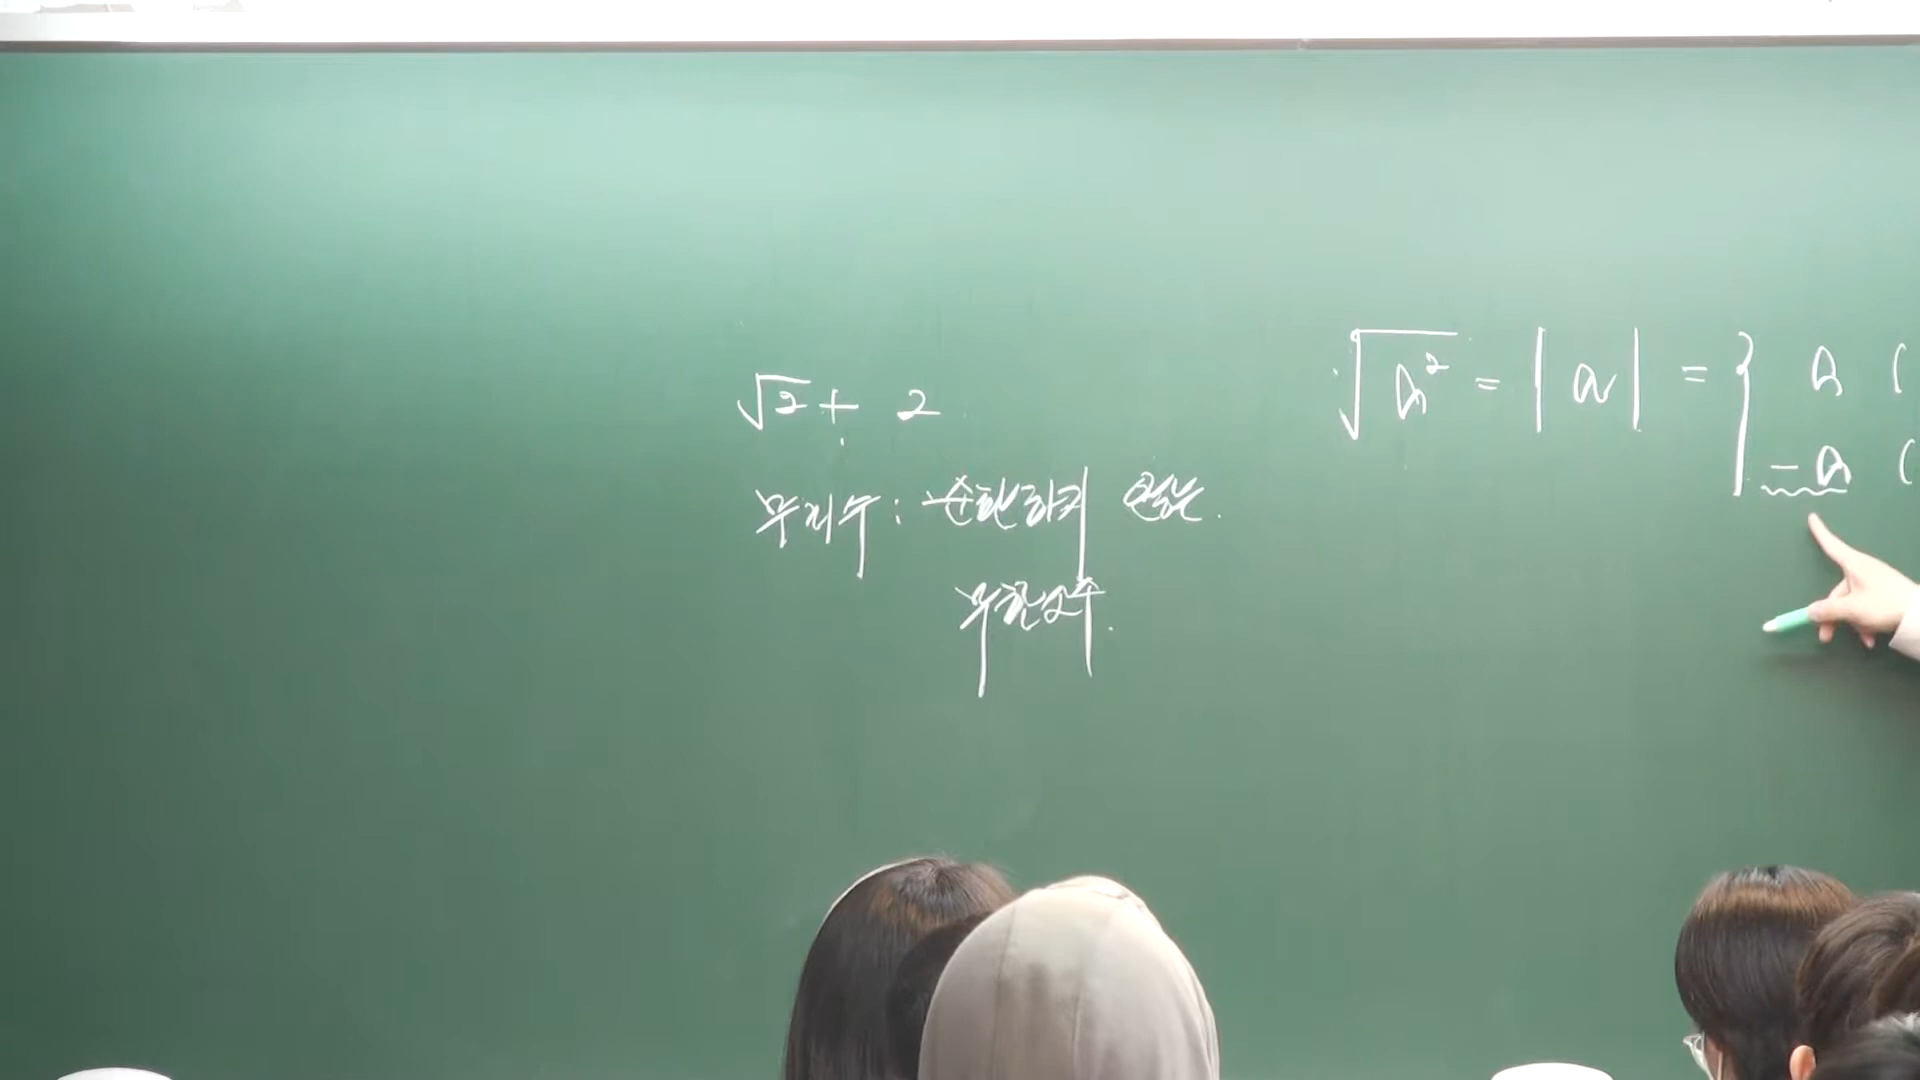 √2 + 2
무리수 : 순환하지 않는.
무한소수.
√a² = |a| = { a (
-a (